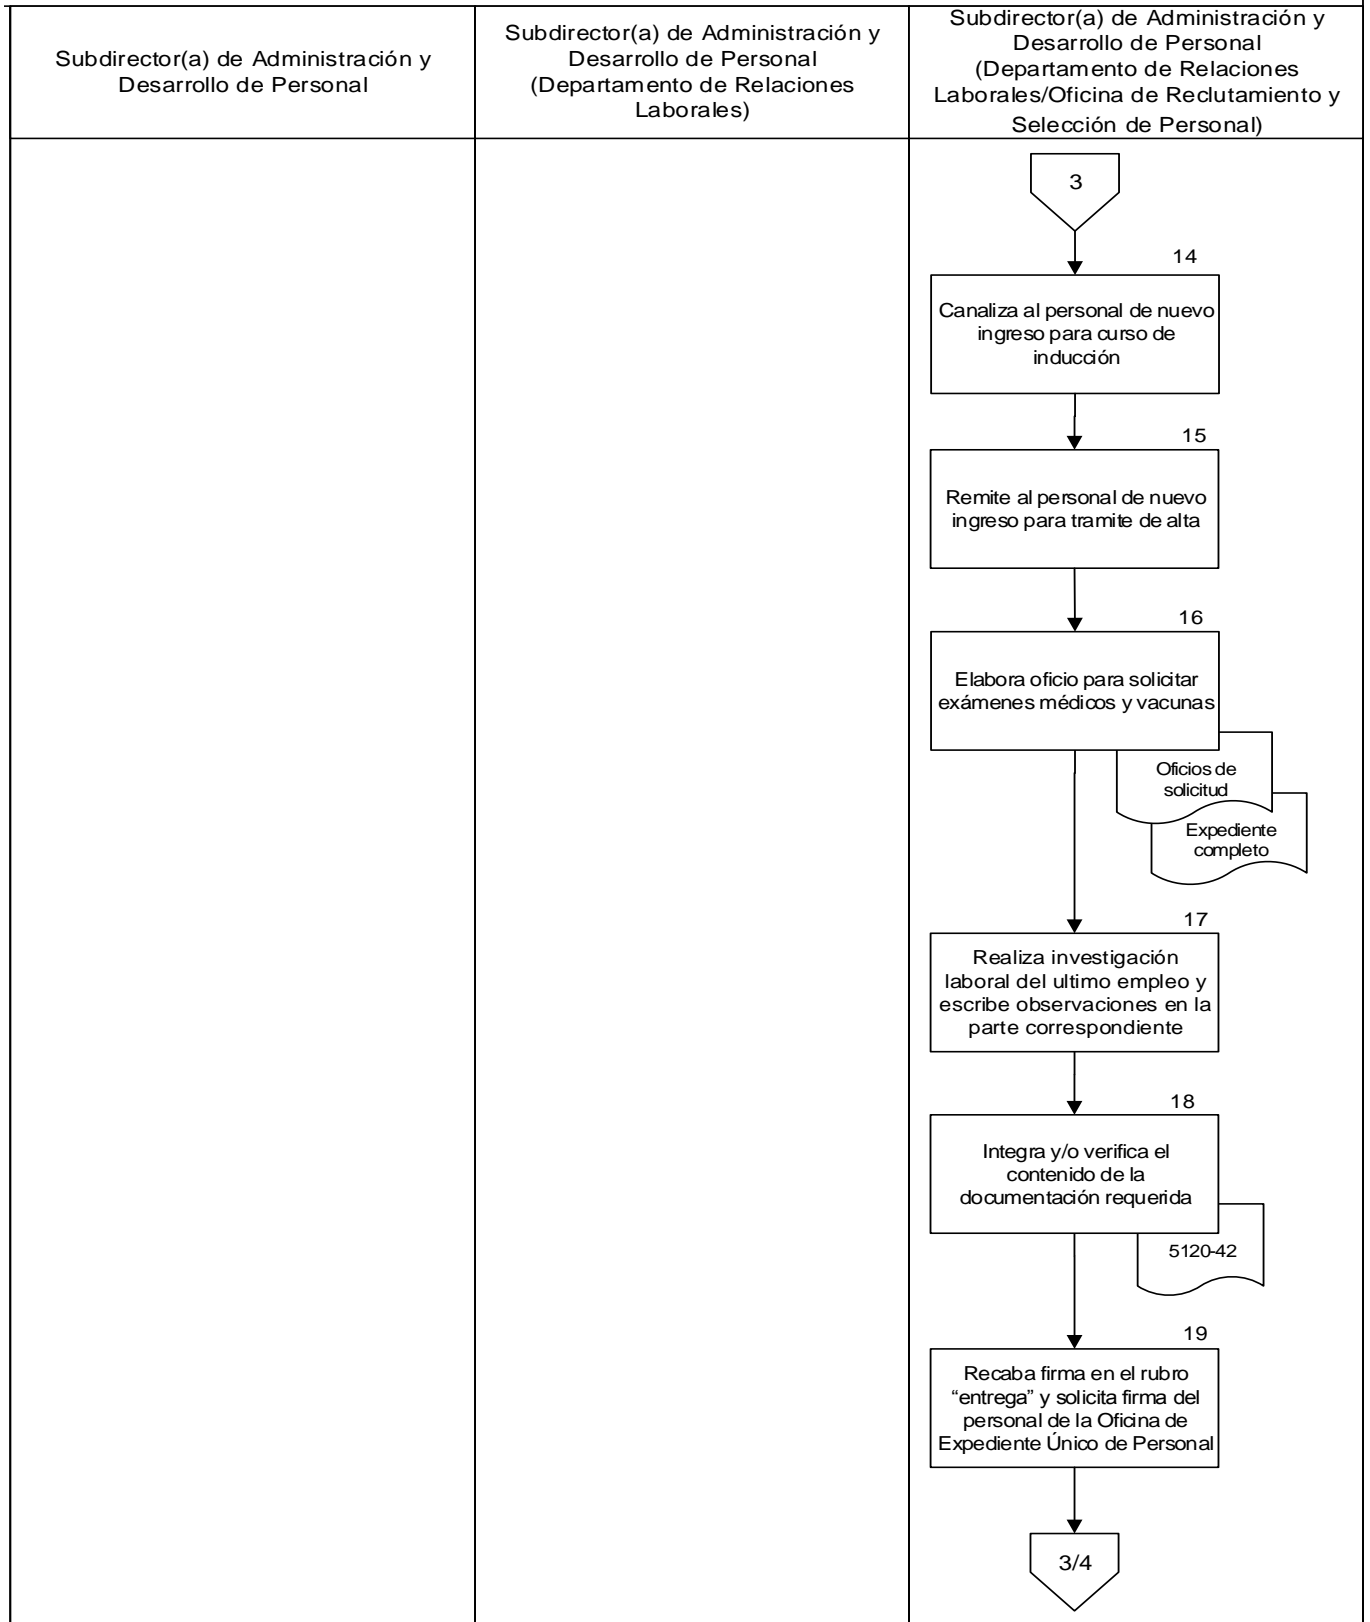 Subdirector(a) de Administración y
Desarrollo de Personal
Subdirector(a) de Administración y
Desarrollo de Personal
(Departamento de Relaciones
Laborales)
Subdirector(a) de Administración y
Desarrollo de Personal
(Departamento de Relaciones
Laborales/Oficina de Reclutamiento y
Selección de Personal)
3
14
Canaliza al personal de nuevo
ingreso para curso de
inducción
15
Remite al personal de nuevo
ingreso para tramite de alta
16
Elabora oficio para solicitar
exámenes médicos y vacunas
Oficios de
solicitud
Expediente
completo
17
Realiza investigación
laboral del ultimo empleo y
escribe observaciones en la
parte correspondiente
18
Integra y/o verifica el
contenido de la
documentación requerida
5120-42
19
Recaba firma en el rubro
“entrega” y solicita firma del
personal de la Oficina de
Expediente Único de Personal
3/4